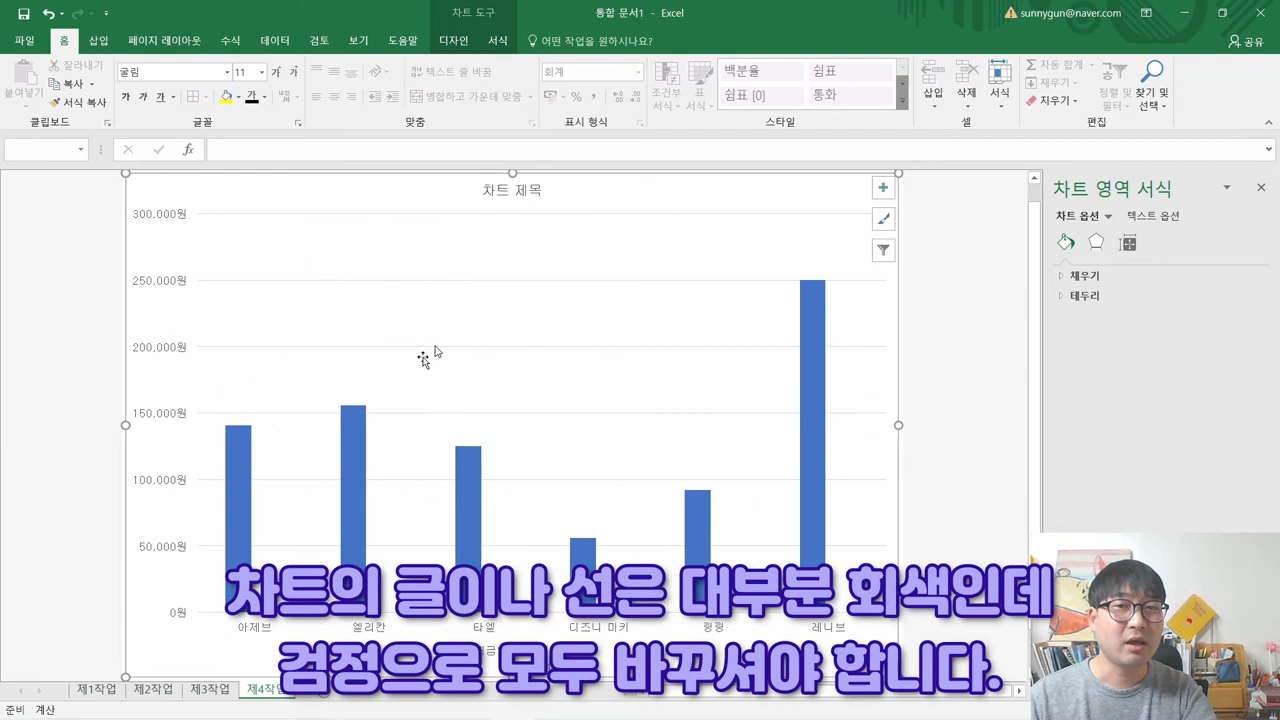 차트 도구
통합 문서1 - Excel
sunnygun@naver.com
파일 홈 삽입 페이지 레이아웃 수식 데이터 검토 보기 도움말 디자인 서식 어떤 작업을 원하시나요? 공유
붙여넣기
잘라내기
복사
서식 복사
클립보드
굴림 11
가 가 가 가
글꼴
텍스트 줄 바꿈
병합하고 가운데 맞춤
맞춤
회계
%
표시 형식
조건부 서식
표 서식
백분율 쉼표
쉼표 [0] 통화
스타일
삽입 삭제 서식
셀
자동 합계
채우기
지우기
정렬 및 필터
찾기 및 선택
편집
fx
차트 제목
300,000원
250,000원
200,000원
150,000원
100,000원
50,000원
0원
아제브 엘리칸 타엘 디즈니 미키 핑핑 레니브
차트 영역 서식
차트 옵션 텍스트 옵션
채우기
테두리
차트의 글이나 선은 대부분 회색인데
검정으로 모두 바꾸셔야 합니다.
제1작업 제2작업 제3작업 제4작업
준비 계산